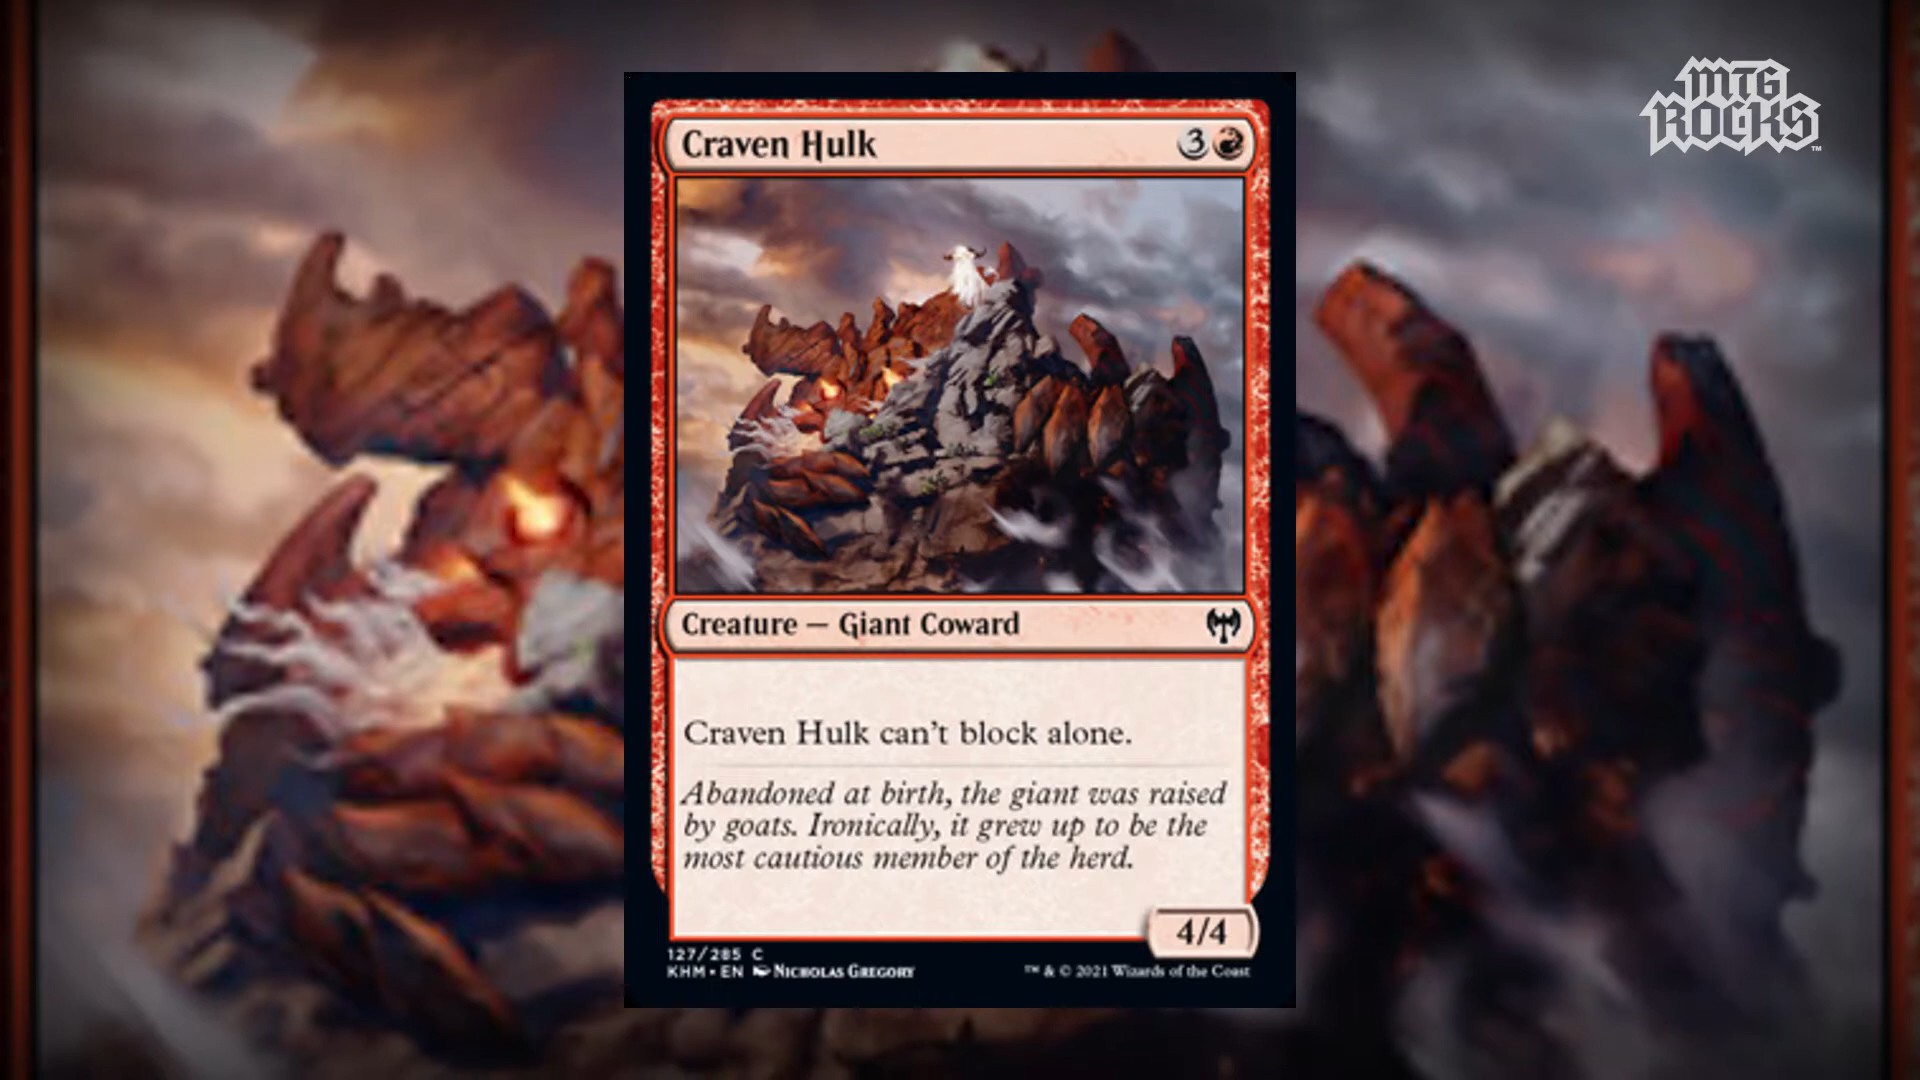 MTG
ROCKS™
Craven Hulk 3
Creature — Giant Coward
Craven Hulk can't block alone.
Abandoned at birth, the giant was raised
by goats. Ironically, it grew up to be the
most cautious member of the herd.
4/4
127/285 C
KHM • EN Nicholas Gregory
™ & © 2021 Wizards of the Coast